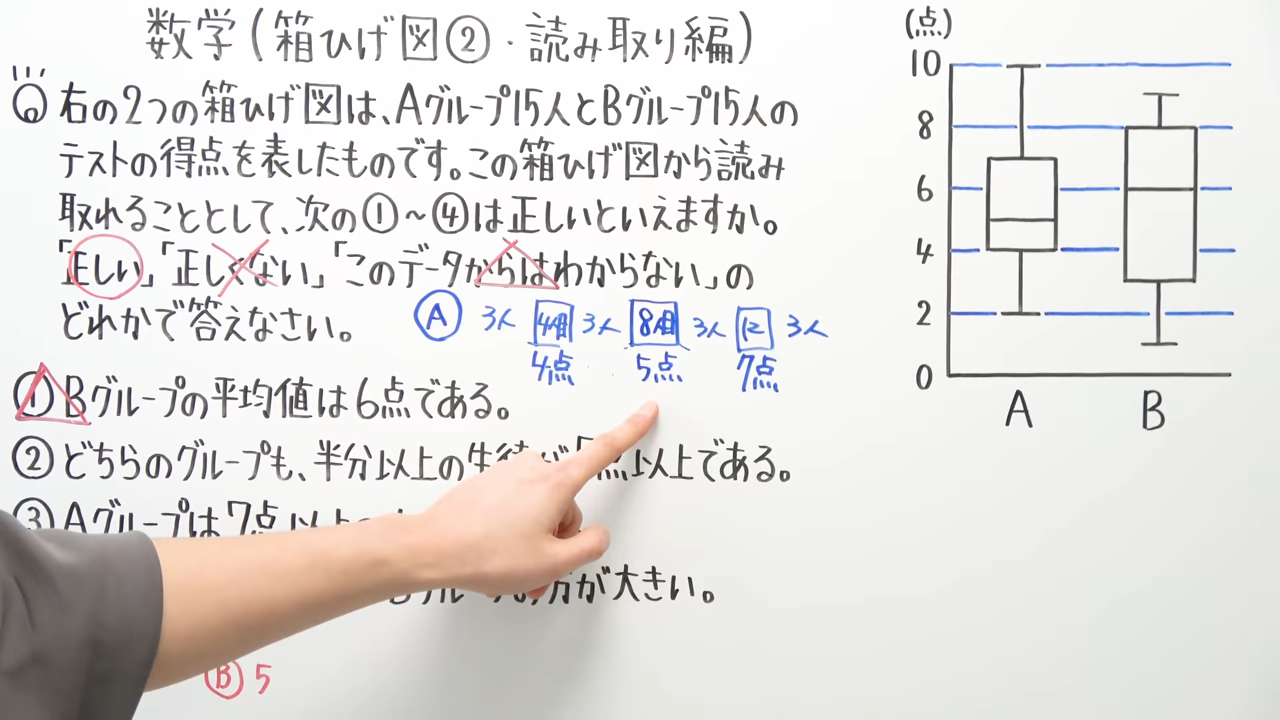 数学(箱ひげ図②・読み取り編)
右の2つの箱ひげ図は、Aグループ15人とBグループ15人の
テストの得点を表したものです。この箱ひげ図から読み
取れることとして、次の①~④は正しいといえますか。
「正しい」「正しくない」「このデータからはわからない」の
どれかで答えなさい。
Ⓐ 3人 4番 3人 8番 3人 12 3人
4点 5点 7点
①Bグループの平均値は6点である。
②どちらのグループも、半分以上の生徒が5点以上である。
③Aグループは7点以上の
Bグループの方が大きい。
Ⓑ 5
(点)
10
8
6
4
2
0
A B